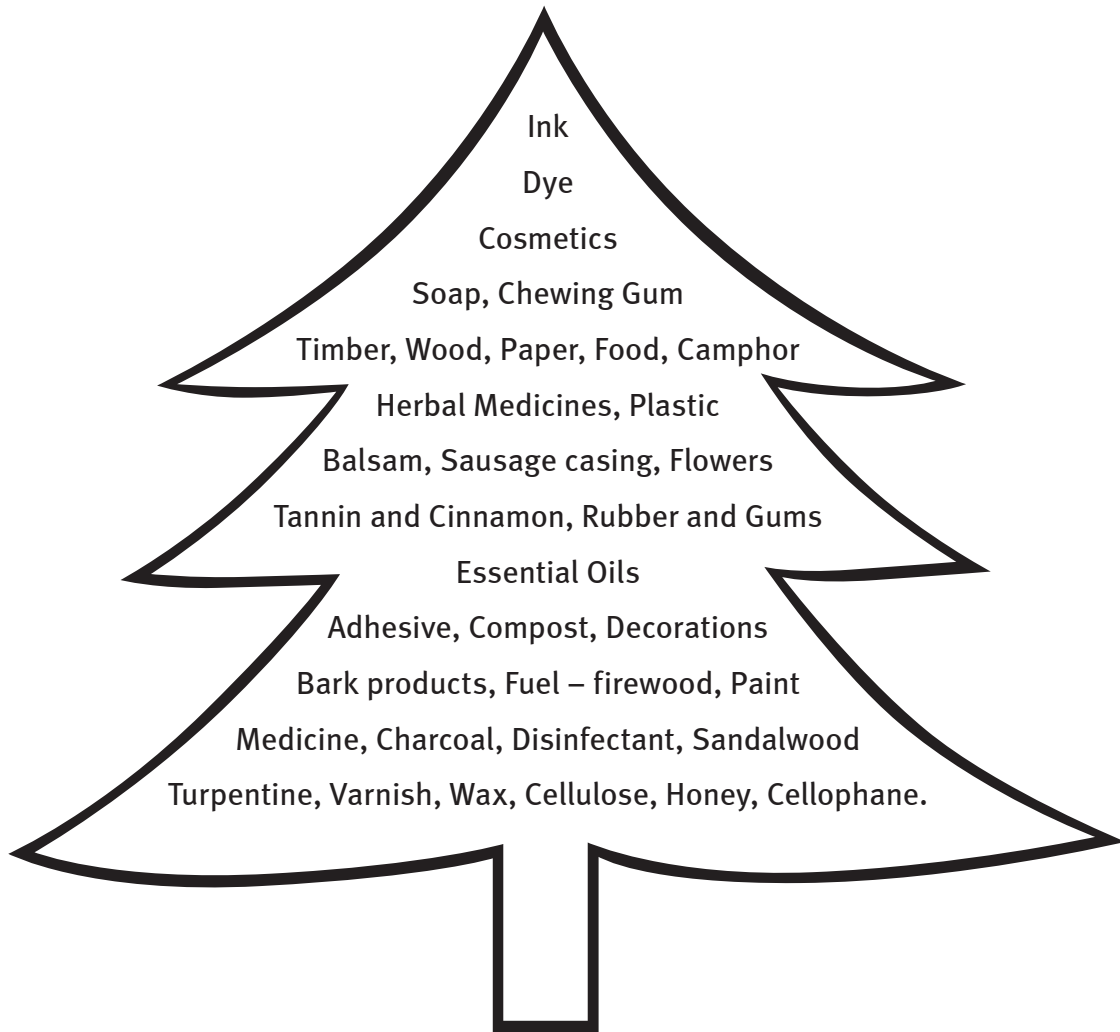 Ink
Dye
Cosmetics
Soap, Chewing Gum
Timber, Wood, Paper, Food, Camphor
Herbal Medicines, Plastic
Balsam, Sausage casing, Flowers
Tannin and Cinnamon, Rubber and Gums
Essential Oils
Adhesive, Compost, Decorations
Bark products, Fuel – firewood, Paint
Medicine, Charcoal, Disinfectant, Sandalwood
Turpentine, Varnish, Wax, Cellulose, Honey, Cellophane.